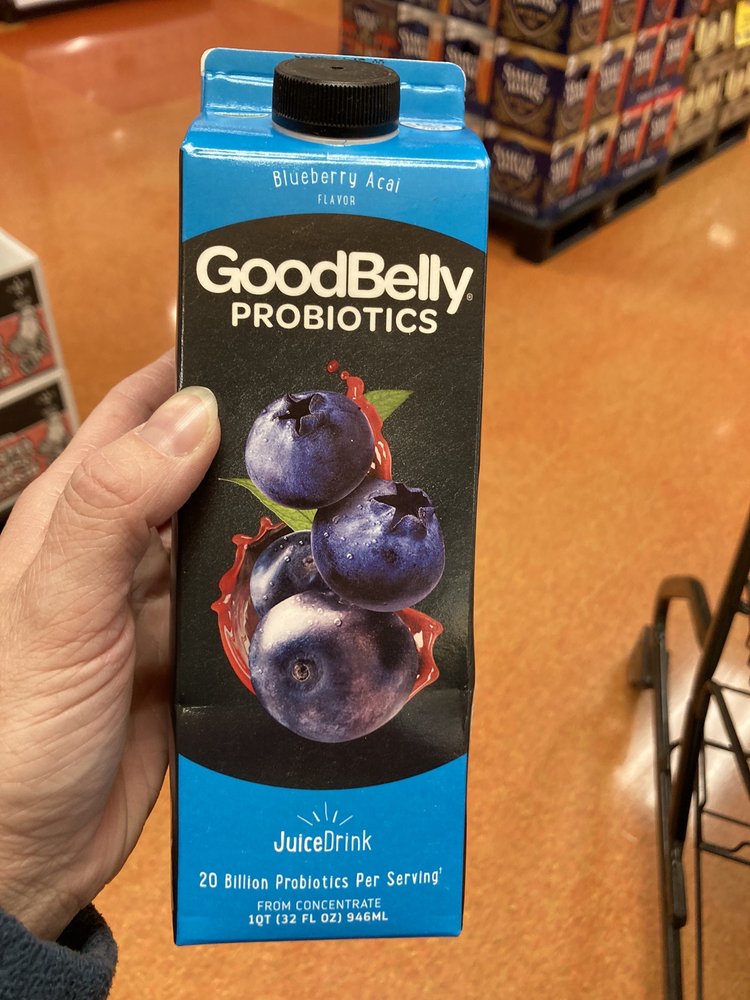 Blueberry Acai
FLAVOR
GoodBelly®
PROBIOTICS
JuiceDrink
20 Billion Probiotics Per Serving†
FROM CONCENTRATE
1QT (32 FL OZ) 946ML